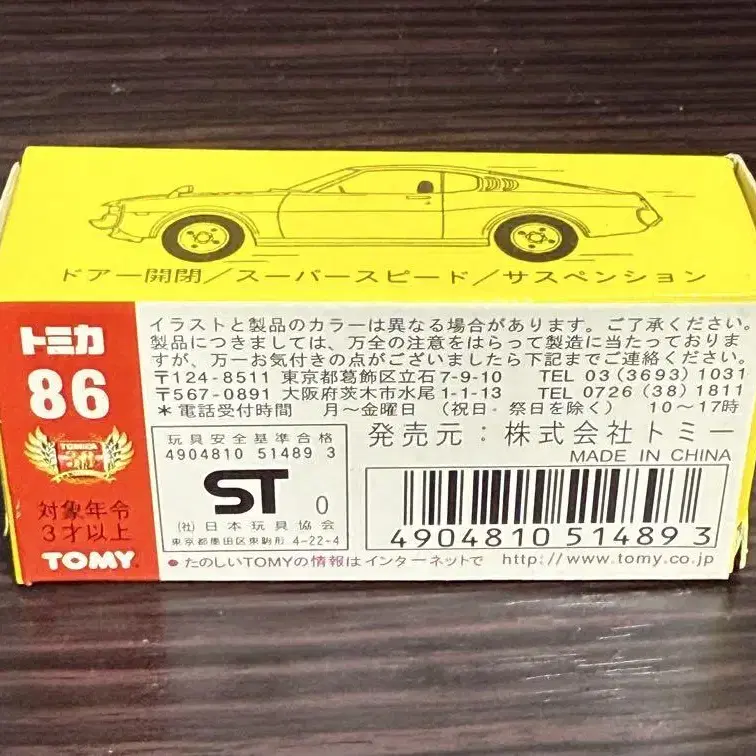 ドアー開閉/スーパースピード/サスペンション
トミカ
86
TOMICA
対象年令
3才以上
TOMY
イラストと製品のカラーは異なる場合があります。ご了承ください。
製品につきましては、万全の注意をはらって製造に当たっておりま
すが、万一お気付きの点がございましたら下記までご連絡ください。
〒124-8511 東京都葛飾区立石7-9-10 TEL 03(3693)1031
〒567-0891 大阪府茨木市水尾1-1-13 TEL 0726(38)1811
*電話受付時間 月〜金曜日 (祝日・祭日を除く) 10〜17時
玩具安全基準合格
4904810 51489 3
ST 0
(社)日本玩具協会
東京都墨田区東駒形 4-22-4
発売元:株式会社トミー
MADE IN CHINA
4904810 514893
●たのしいTOMYの情報はインターネットで http://www.tomy.co.jp